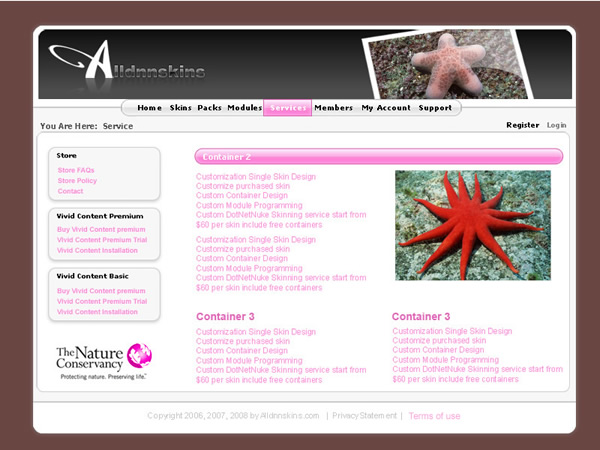 Alldnnskins
Home Skins Packs Modules Services Members My Account Support
You Are Here: Service
Register Login
Store
Store FAQs
Store Policy
Contact
Vivid Content Premium
Buy Vivid Content premium
Vivid Content Premium Trial
Vivid Content Installation
Vivid Content Basic
Buy Vivid Content premium
Vivid Content Premium Trial
Vivid Content Installation
The Nature
Conservancy
Protecting nature. Preserving life.
Container 2
Customization Single Skin Design
Customize purchased skin
Custom Container Design
Custom Module Programming
Custom DotNetNuke Skinning service start from
$60 per skin include free containers
Customization Single Skin Design
Customize purchased skin
Custom Container Design
Custom Module Programming
Custom DotNetNuke Skinning service start from
$60 per skin include free containers
Container 3
Customization Single Skin Design
Customize purchased skin
Custom Container Design
Custom Module Programming
Custom DotNetNuke Skinning service start from
$60 per skin include free containers
Container 3
Customization Single Skin Design
Customize purchased skin
Custom Container Design
Custom Module Programming
Custom DotNetNuke Skinning service start from
$60 per skin include free containers
Copyright 2006, 2007, 2008 by Alldnnskins.com | Privacy Statement | Terms of use